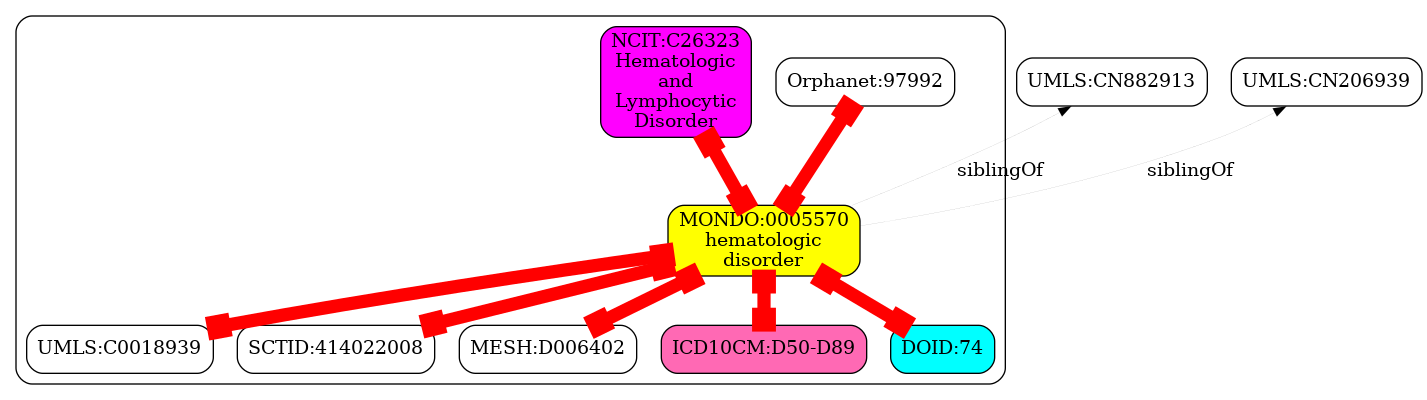 NCIT:C26323
Hematologic
and
Lymphocytic
Disorder
Orphanet:97992
UMLS:CN882913
UMLS:CN206939
siblingOf
siblingOf
MONDO:0005570
hematologic
disorder
UMLS:C0018939
SCTID:414022008
MESH:D006402
ICD10CM:D50-D89
DOID:74